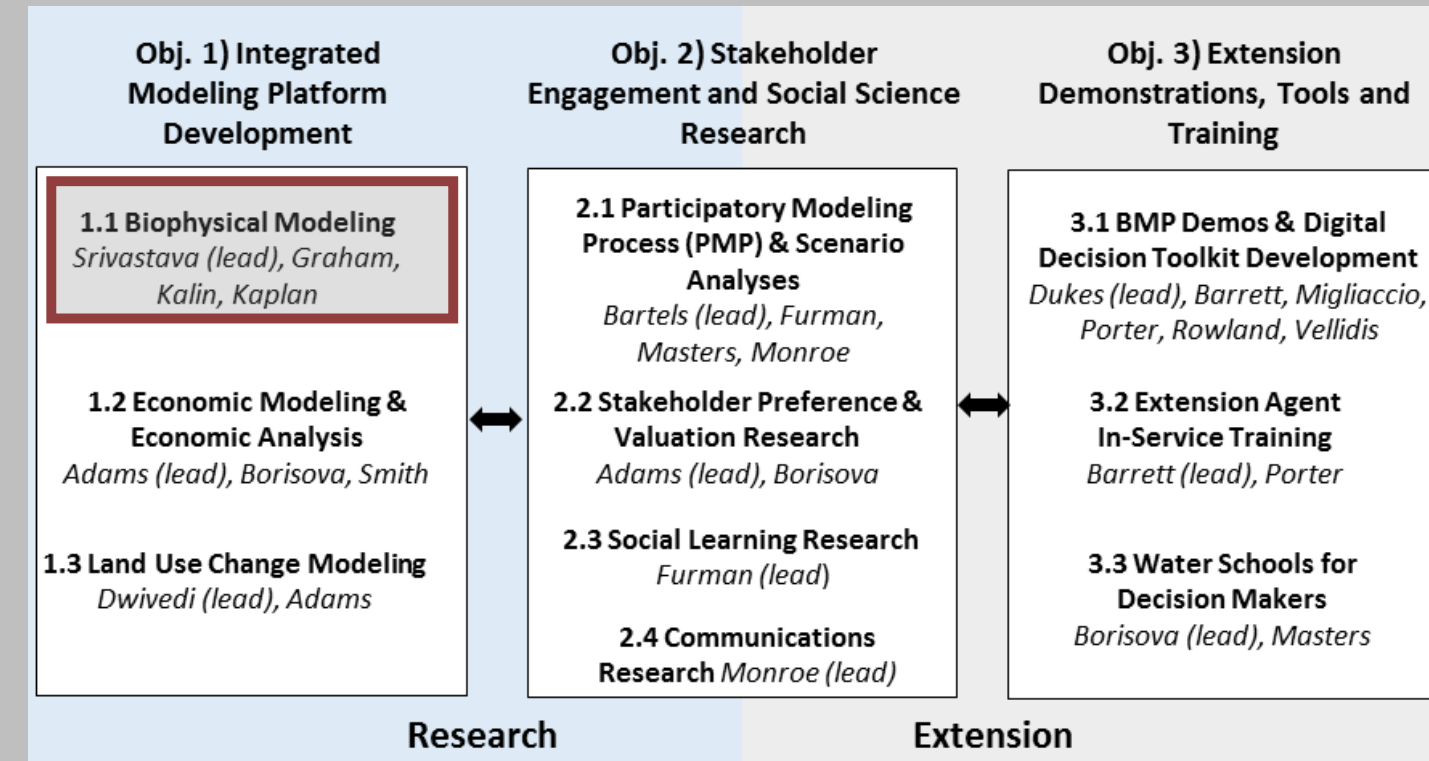 Obj. 1) Integrated
Modeling Platform
Development
1.1 Biophysical Modeling
Srivastava (lead), Graham,
Kalin, Kaplan
1.2 Economic Modeling &
Economic Analysis
Adams (lead), Borisova, Smith
1.3 Land Use Change Modeling
Dwivedi (lead), Adams
Obj. 2) Stakeholder
Engagement and Social Science
Research
2.1 Participatory Modeling
Process (PMP) & Scenario
Analyses
Bartels (lead), Furman,
Masters, Monroe
2.2 Stakeholder Preference &
Valuation Research
Adams (lead), Borisova
2.3 Social Learning Research
Furman (lead)
2.4 Communications
Research Monroe (lead)
Obj. 3) Extension
Demonstrations, Tools and
Training
3.1 BMP Demos & Digital
Decision Toolkit Development
Dukes (lead), Barrett, Migliaccio,
Porter, Rowland, Vellidis
3.2 Extension Agent
In-Service Training
Barrett (lead), Porter
3.3 Water Schools for
Decision Makers
Borisova (lead), Masters
Research
Extension